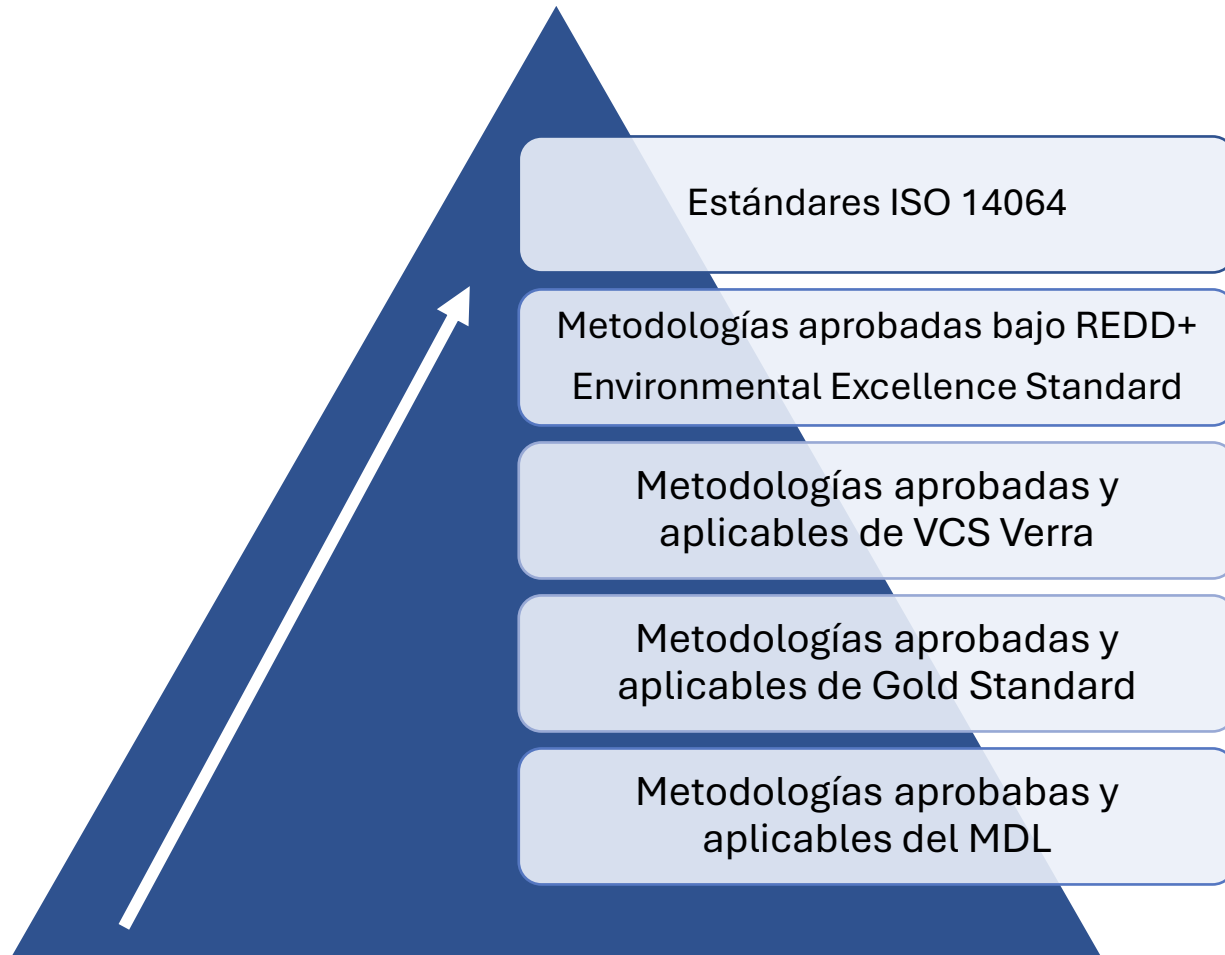 Estándares ISO 14064
Metodologías aprobadas bajo REDD+
Environmental Excellence Standard
Metodologías aprobadas y
aplicables de VCS Verra
Metodologías aprobadas y
aplicables de Gold Standard
Metodologías aprobabas y
aplicables del MDL